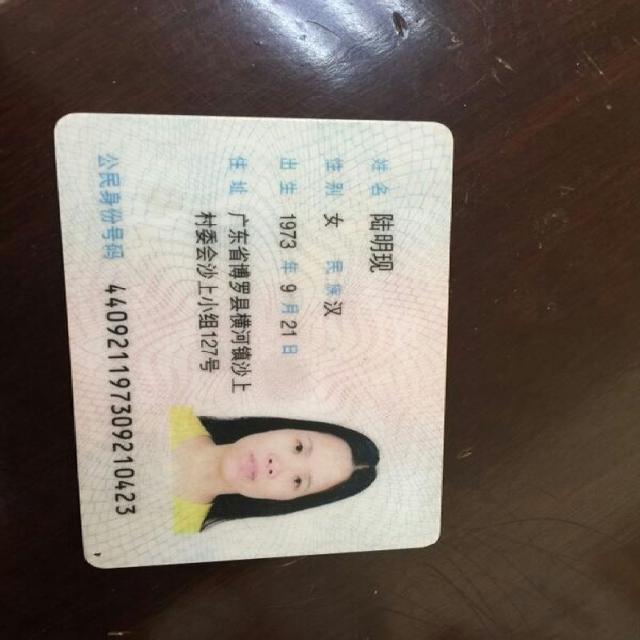 姓名 陆朋现
性别 女 民族 汉
出生 1973 年 9 月 21 日
住址 广东省博罗县横河镇沙上
村委会沙上小组127号
公民身份号码 440921197309210423